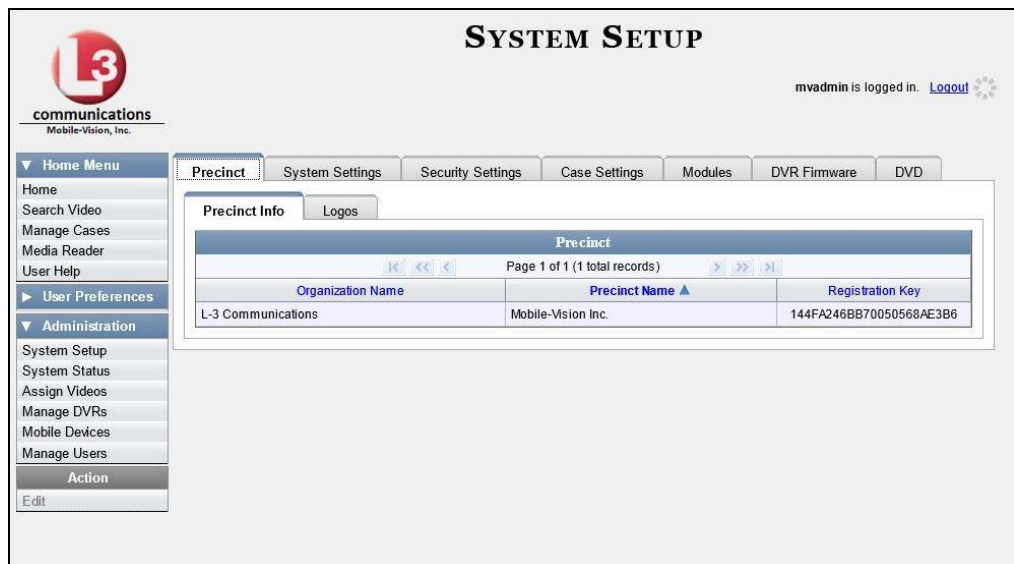 SYSTEM SETUP
L3
communications
Mobile-Vision, Inc.
mvadmin is logged in. Logout
▼ Home Menu
Home
Search Video
Manage Cases
Media Reader
User Help
▶ User Preferences
▼ Administration
System Setup
System Status
Assign Videos
Manage DVRs
Mobile Devices
Manage Users
Action
Edit
Precinct System Settings Security Settings Case Settings Modules DVR Firmware DVD
Precinct Info Logos
Precinct
|< << < Page 1 of 1 (1 total records) > >> >|
Organization Name Precinct Name ▲ Registration Key
L-3 Communications Mobile-Vision Inc. 144FA246BB70050568AE3B6